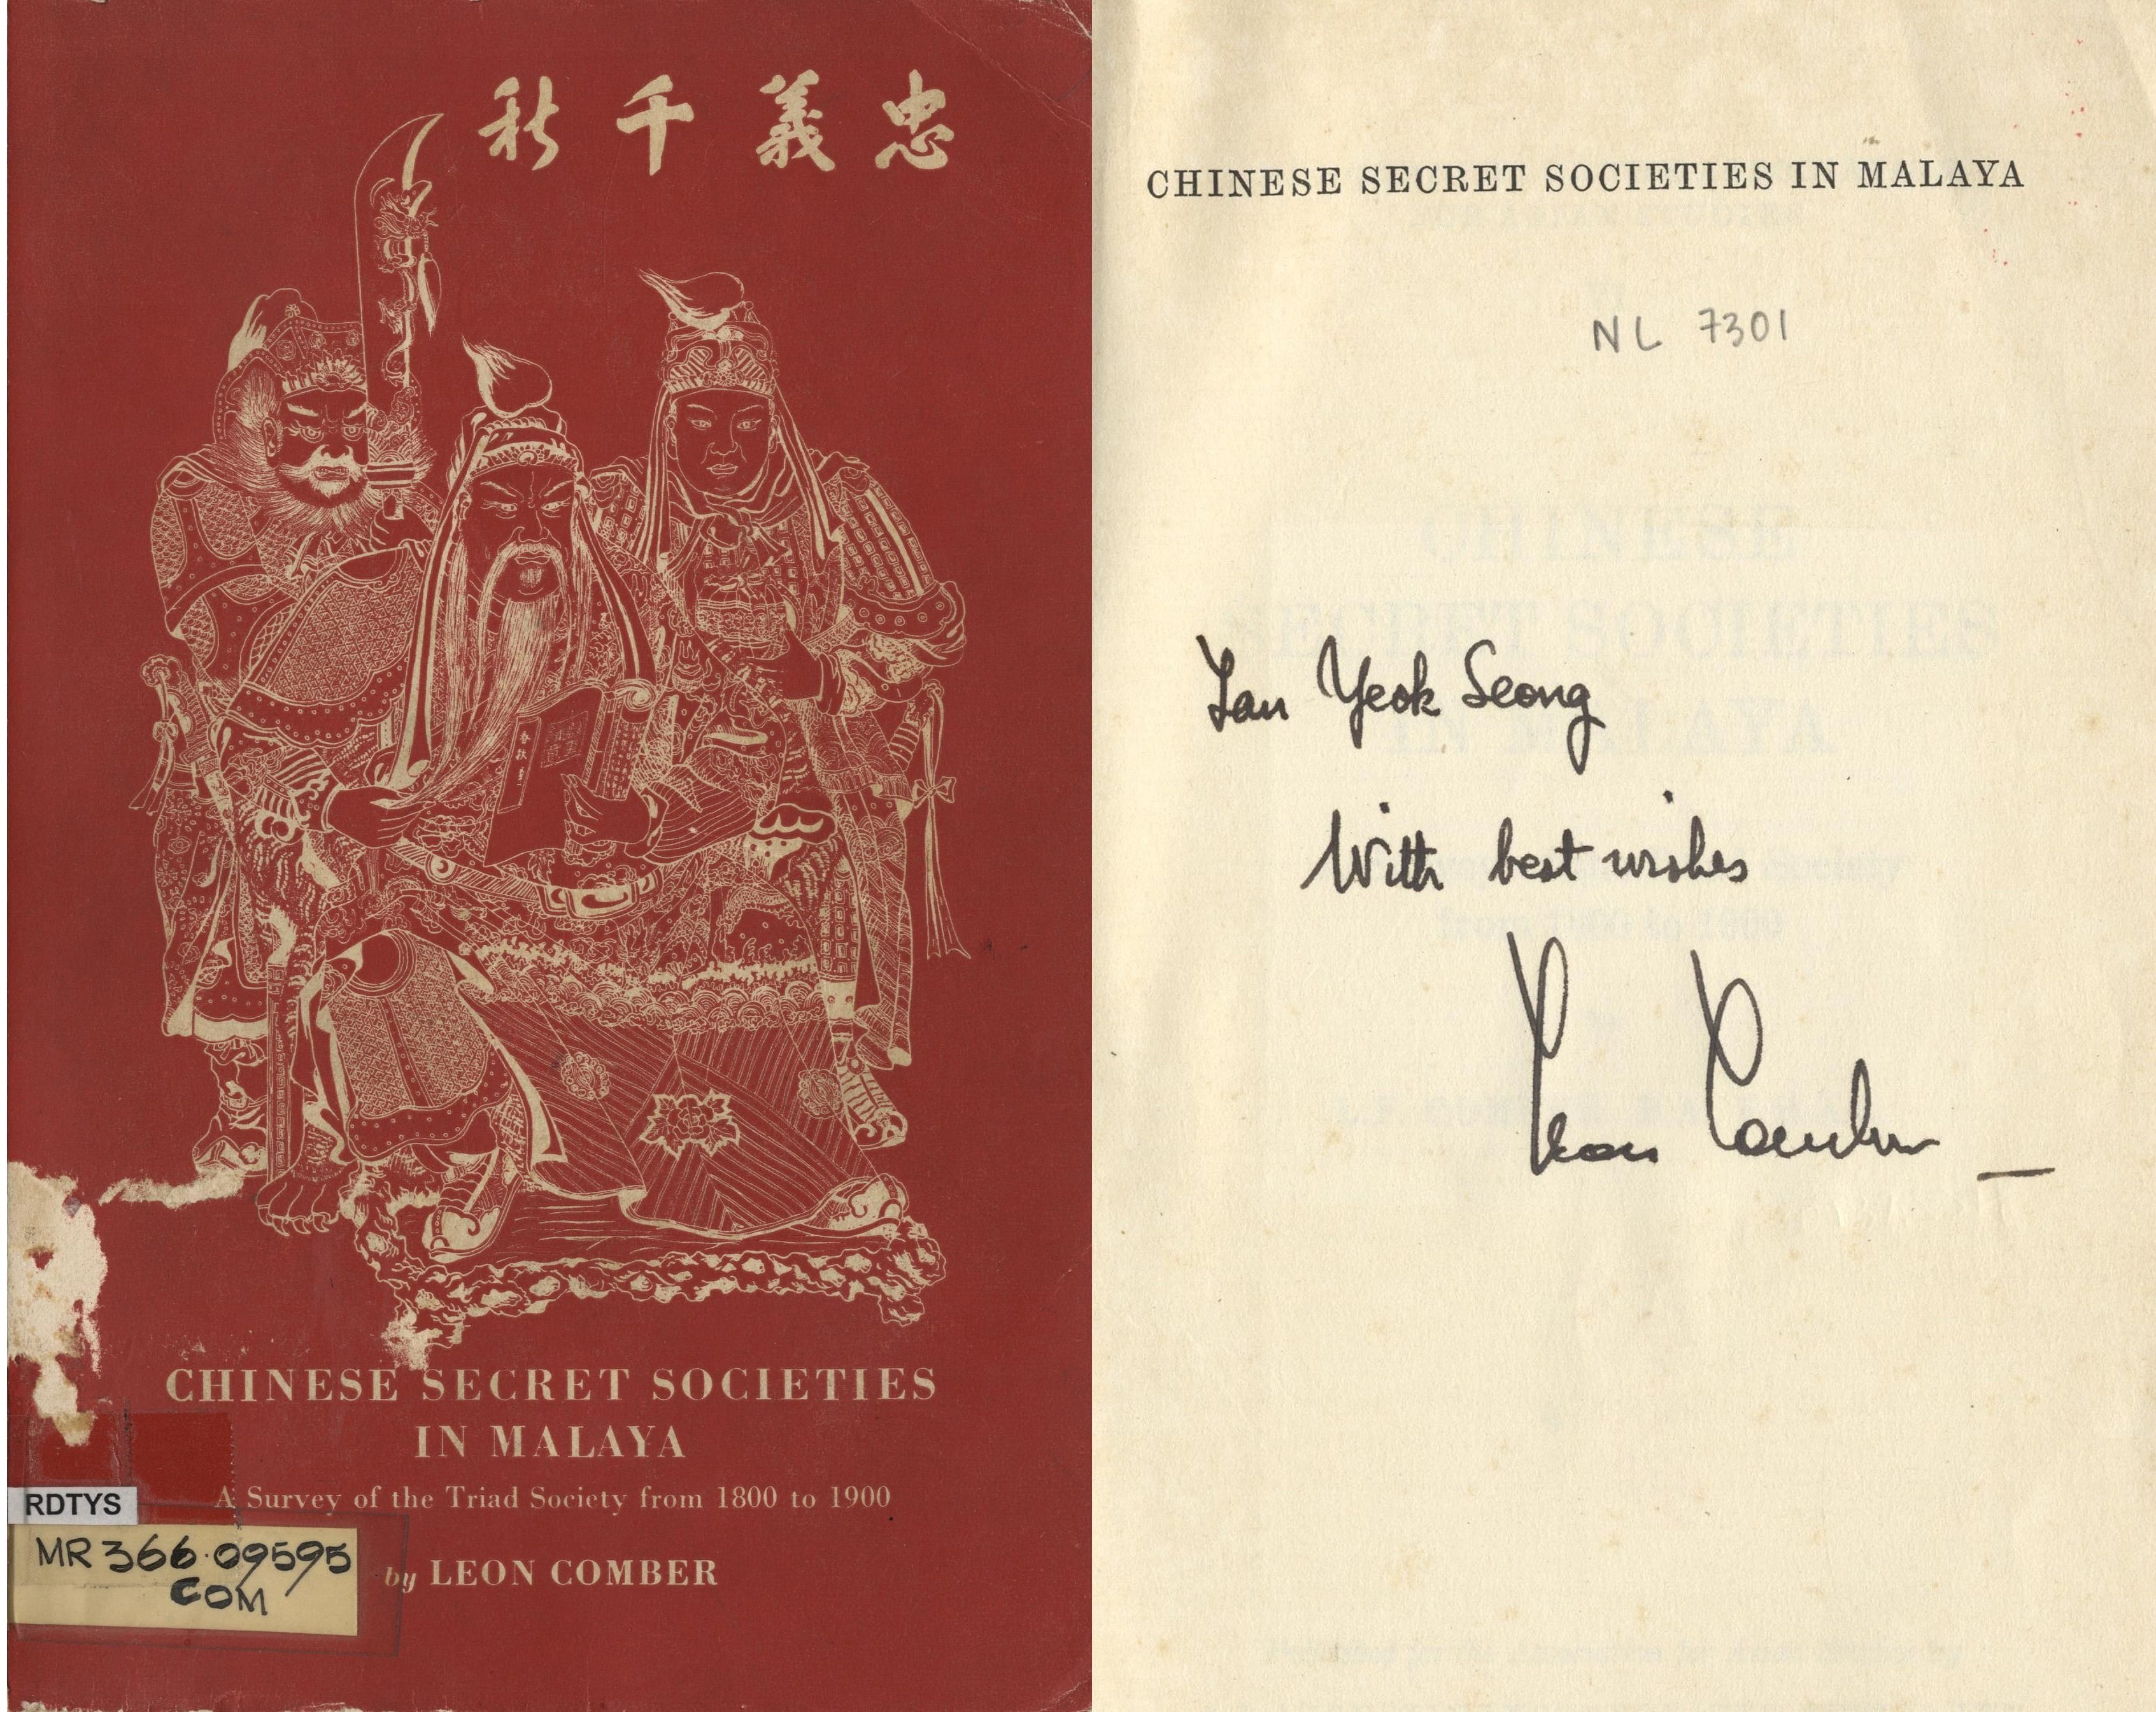 忠義千秋
CHINESE SECRET SOCIETIES
IN MALAYA
A Survey of the Triad Society from 1800 to 1900
by LEON COMBER
RDTYS
MR 366.09595
COM
CHINESE SECRET SOCIETIES IN MALAYA
NL 7301
Tan Yeok Seong
With best wishes
Leon Comber